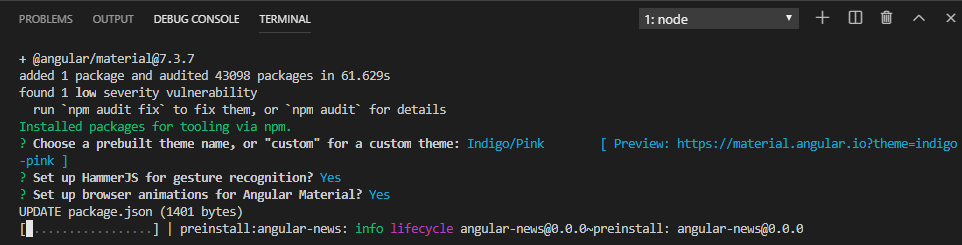 PROBLEMS OUTPUT DEBUG CONSOLE TERMINAL 1: node
+ @angular/material@7.3.7
added 1 package and audited 43098 packages in 61.629s
found 1 low severity vulnerability
  run `npm audit fix` to fix them, or `npm audit` for details
Installed packages for tooling via npm.
? Choose a prebuilt theme name, or "custom" for a custom theme: Indigo/Pink        [ Preview: https://material.angular.io?theme=indigo
-pink ]
? Set up HammerJS for gesture recognition? Yes
? Set up browser animations for Angular Material? Yes
UPDATE package.json (1401 bytes)
[ .................] | preinstall:angular-news: info lifecycle angular-news@0.0.0~preinstall: angular-news@0.0.0